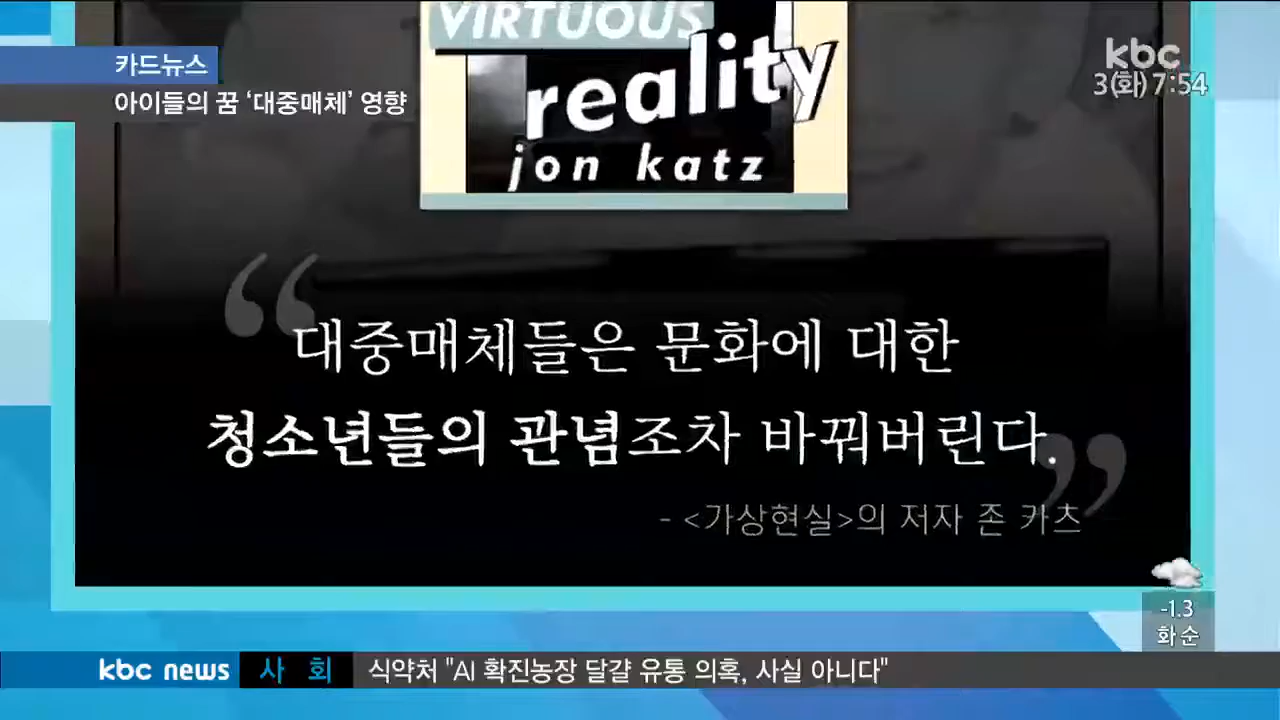 VIRTUOUS
reality
jon katz
카드뉴스
아이들의 꿈 ‘대중매체’ 영향
kbc
3(화) 7:54
“대중매체들은 문화에 대한
청소년들의 관념조차 바꿔버린다.”
- <가상현실>의 저자 존 카츠
-1.3
화순
kbc news 사 회 식약처 "AI 확진농장 달걀 유통 의혹, 사실 아니다"